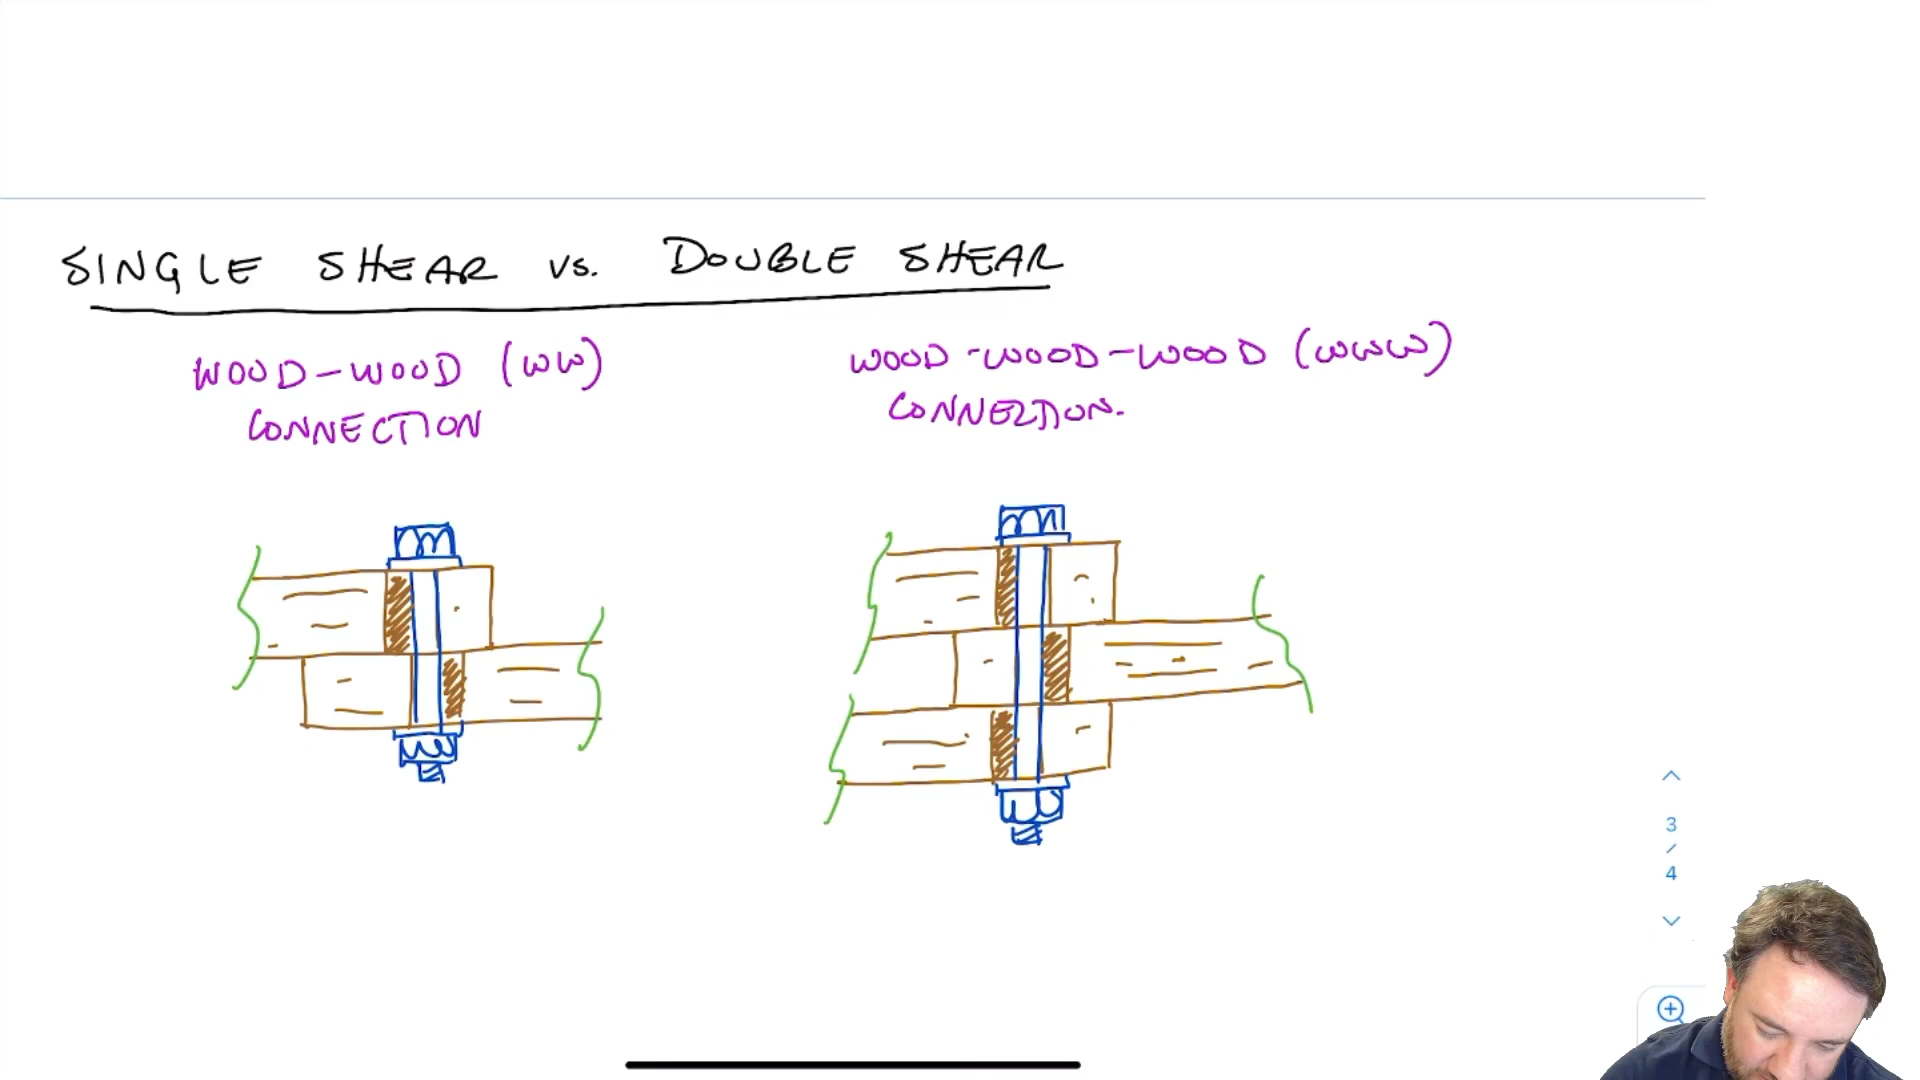 SINGLE SHEAR vs. DOUBLE SHEAR
WOOD-WOOD (WW)
CONNECTION
WOOD-WOOD-WOOD (WWW)
CONNECTION.
3
/
4